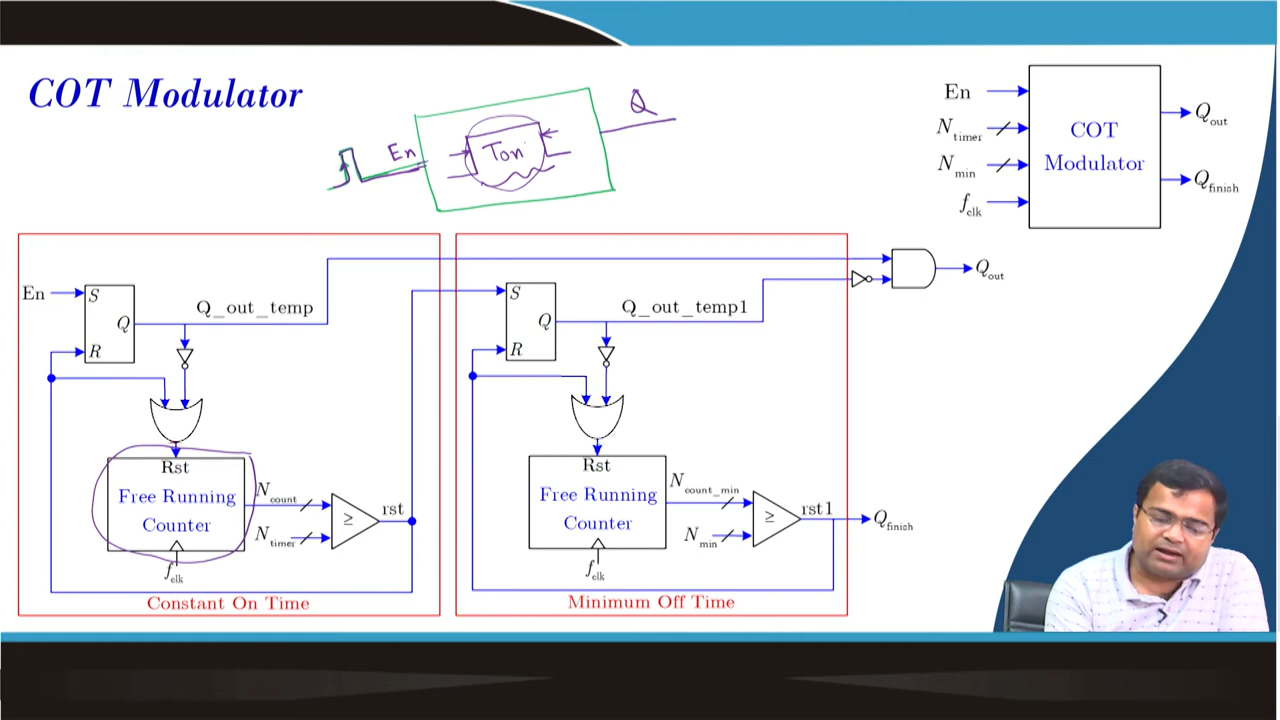 COT Modulator
En
Ton
Q
En
N_timer
N_min
f_clk
COT
Modulator
Q_out
Q_finish
En
S
Q
R
Q_out_temp
Rst
Free Running
Counter
f_clk
N_count
N_timer
≥
rst
Constant On Time
S
Q
R
Q_out_temp1
Rst
Free Running
Counter
f_clk
N_count_min
N_min
≥
rst1
Q_finish
Minimum Off Time
Q_out